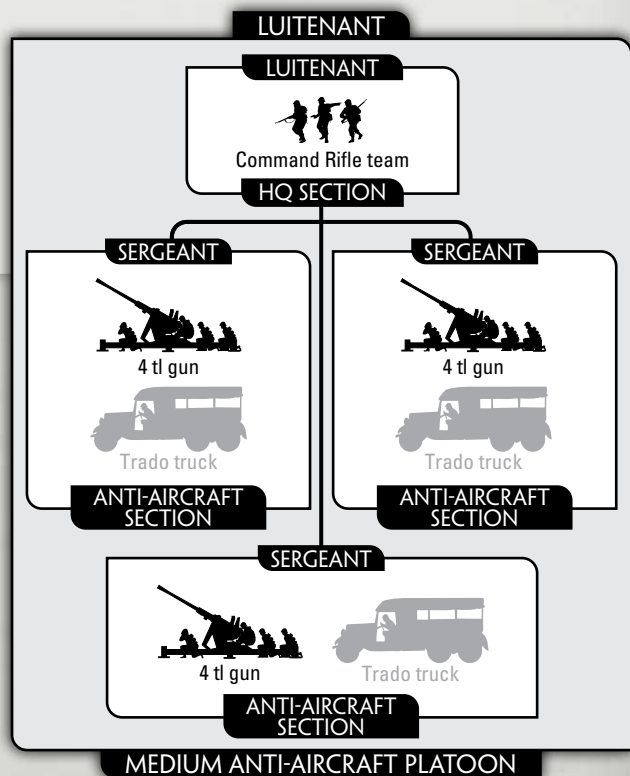 LUITENANT
LUITENANT
Command Rifle team
HQ SECTION
SERGEANT
4 tl gun
Trado truck
ANTI-AIRCRAFT
SECTION
SERGEANT
4 tl gun
Trado truck
ANTI-AIRCRAFT
SECTION
SERGEANT
4 tl gun
Trado truck
ANTI-AIRCRAFT
SECTION
MEDIUM ANTI-AIRCRAFT PLATOON